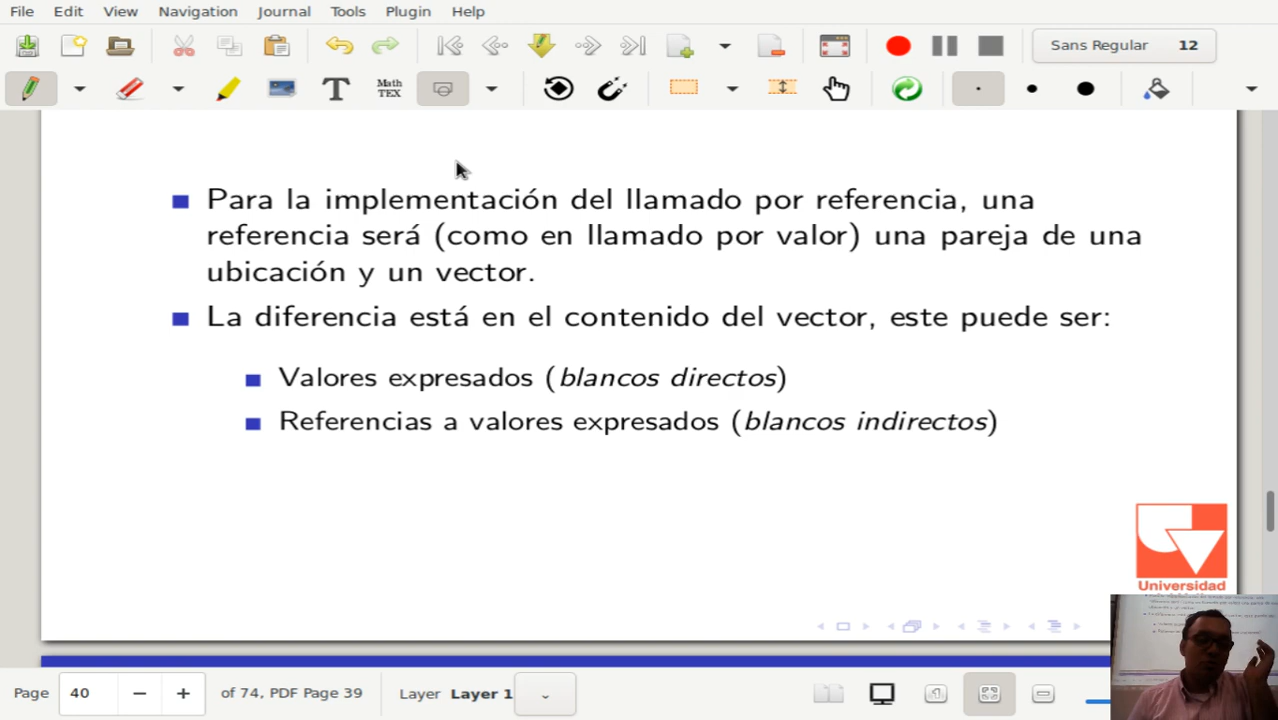 File Edit View Navigation Journal Tools Plugin Help
Sans Regular 12
T Math TEX
Para la implementación del llamado por referencia, una
referencia será (como en llamado por valor) una pareja de una
ubicación y un vector.
La diferencia está en el contenido del vector, este puede ser:
Valores expresados (blancos directos)
Referencias a valores expresados (blancos indirectos)
Universidad
Page 40 of 74, PDF Page 39 Layer Layer 1